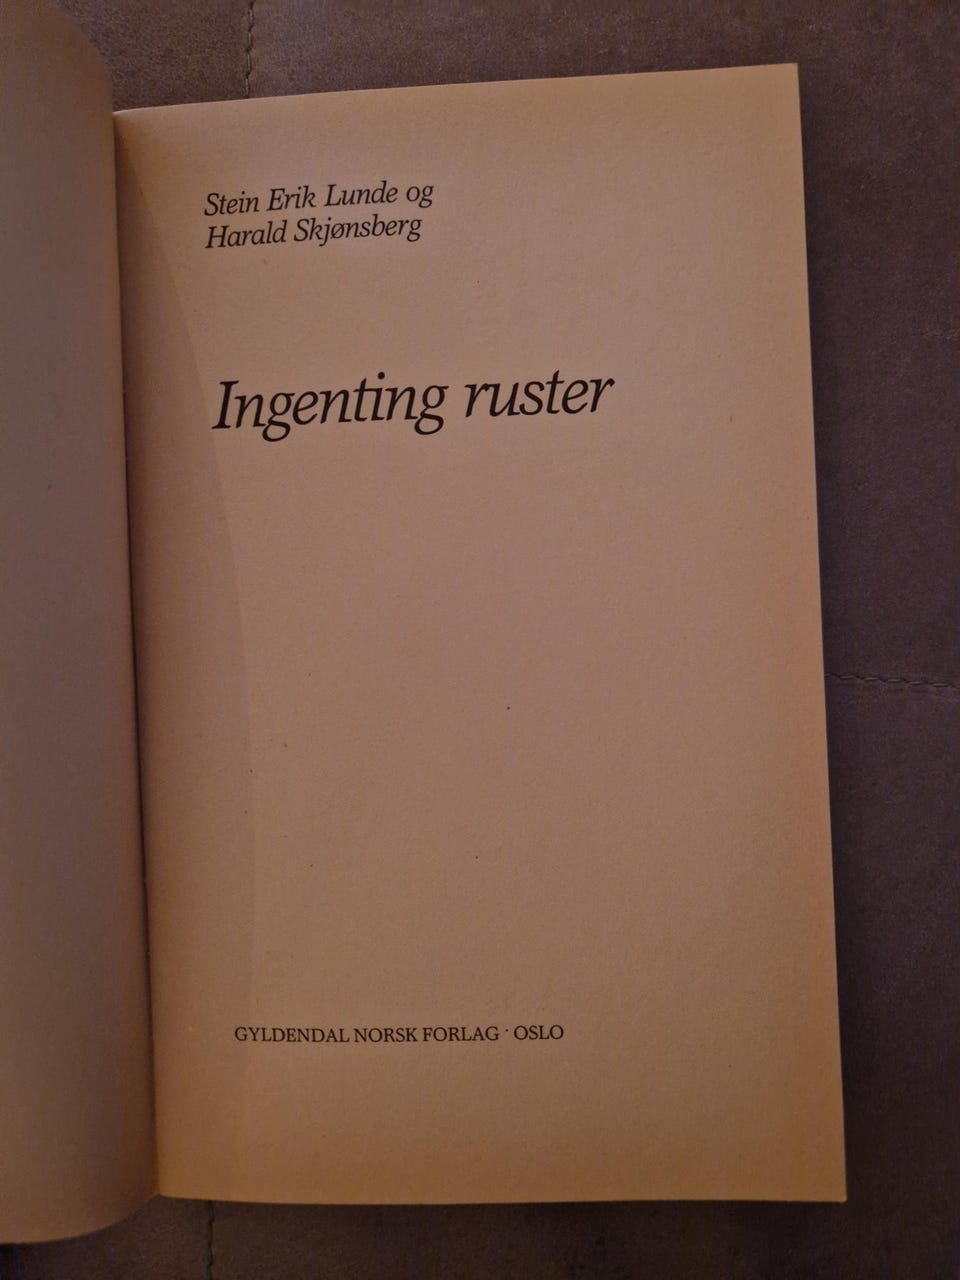 Stein Erik Lunde og
Harald Skjønsberg
Ingenting ruster
GYLDENDAL NORSK FORLAG · OSLO